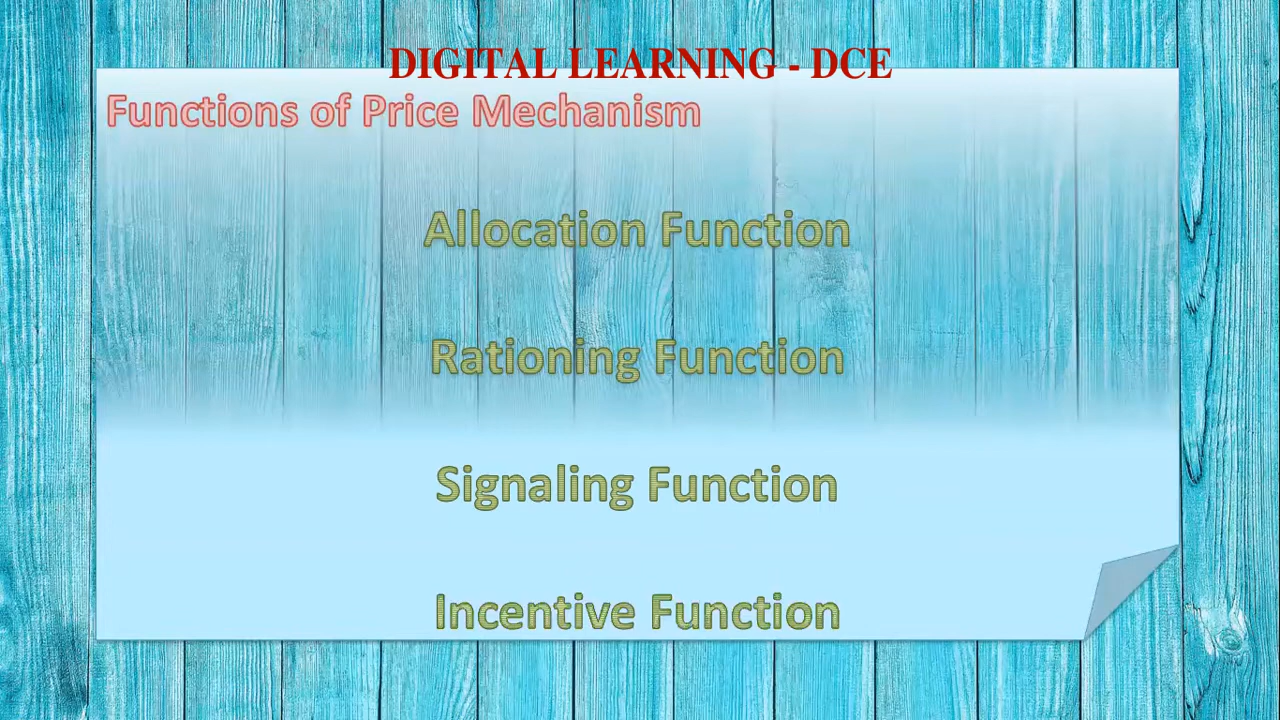 DIGITAL LEARNING - DCE
Functions of Price Mechanism
Allocation Function
Rationing Function
Signaling Function
Incentive Function